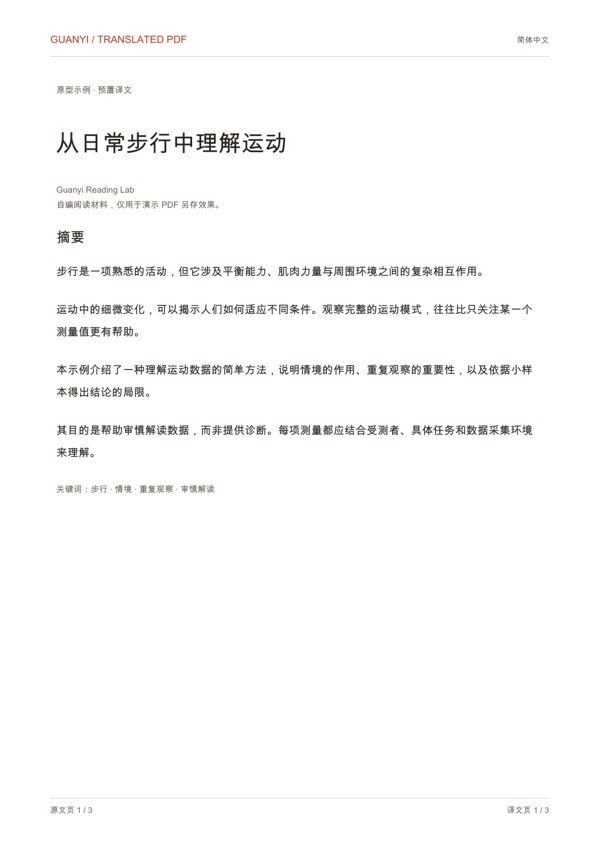 GUANYI / TRANSLATED PDF
简体中文
原型示例 · 预置译文
从日常步行中理解运动
Guanyi Reading Lab
自编阅读材料，仅用于演示 PDF 另存效果。
摘要
步行是一项熟悉的活动，但它涉及平衡能力、肌肉力量与周围环境之间的复杂相互作用。
运动中的细微变化，可以揭示人们如何适应不同条件。观察完整的运动模式，往往比只关注某一个
测量值更有帮助。
本示例介绍了一种理解运动数据的简单方法，说明情境的作用、重复观察的重要性，以及依据小样
本得出结论的局限。
其目的是帮助审慎解读数据，而非提供诊断。每项测量都应结合受测者、具体任务和数据采集环境
来理解。
关键词：步行 · 情境 · 重复观察 · 审慎解读
原文页 1 / 3
译文页 1 / 3